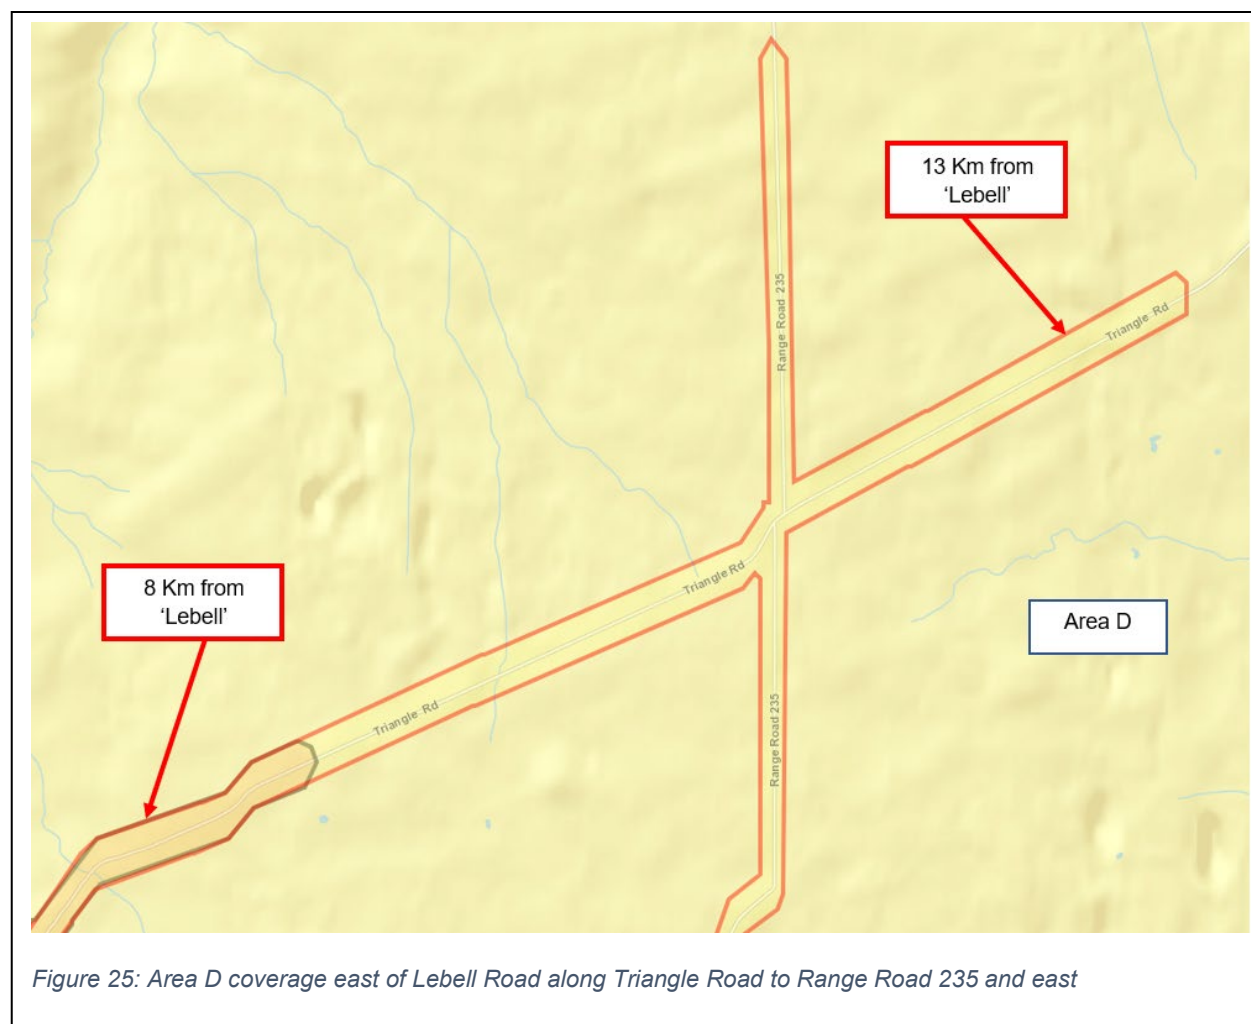 13 Km from
‘Lebell’
Range Road 235
Triangle Rd
Triangle Rd
8 Km from
‘Lebell’
Area D
Triangle Rd
Range Road 235
Figure 25: Area D coverage east of Lebell Road along Triangle Road to Range Road 235 and east